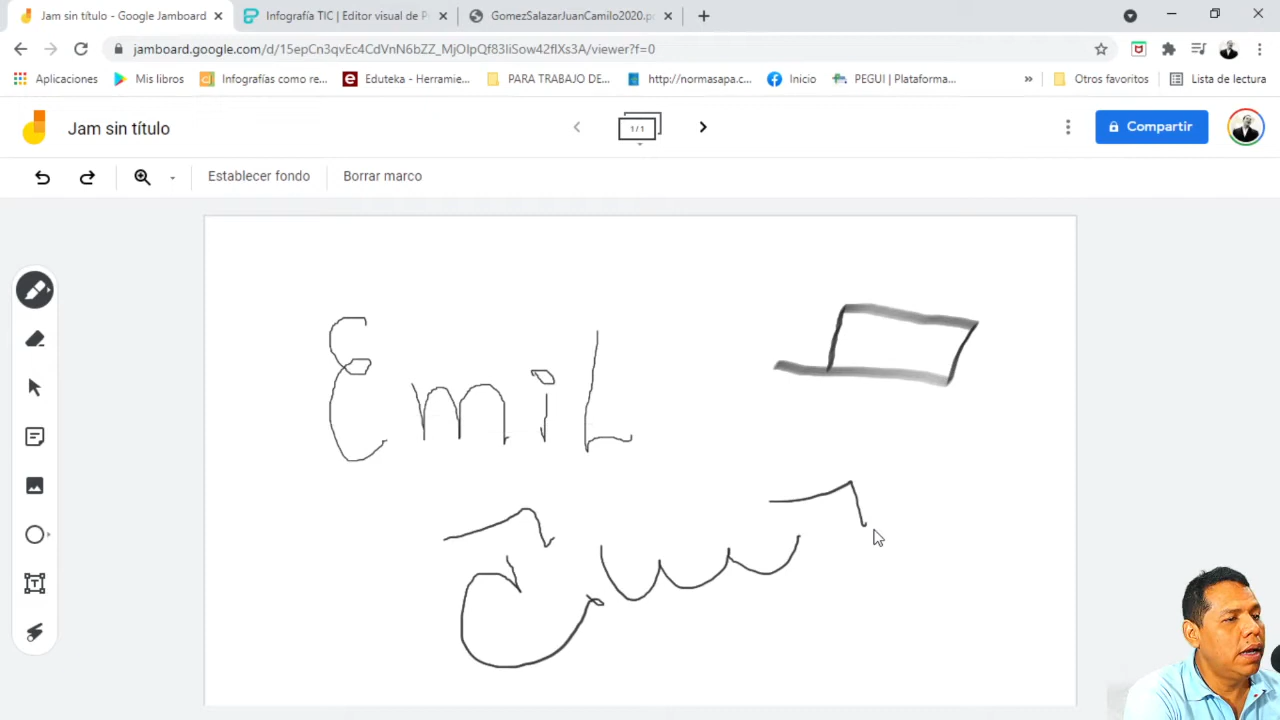 Jam sin título - Google Jamboard
Infografía TIC | Editor visual de P
GomezSalazarJuanCamilo2020.p
jamboard.google.com/d/15epCn3qvEc4CdVnN6bZZ_MjOIpQf83IiSow42fIXs3A/viewer?f=0
Aplicaciones
Mis libros
Infografías como re...
Eduteka - Herramie...
PARA TRABAJO DE...
http://normasapa.c...
Inicio
PEGUI | Plataforma...
»
Otros favoritos
Lista de lectura
Jam sin título
1 / 1
Compartir
Establecer fondo
Borrar marco
EmiL